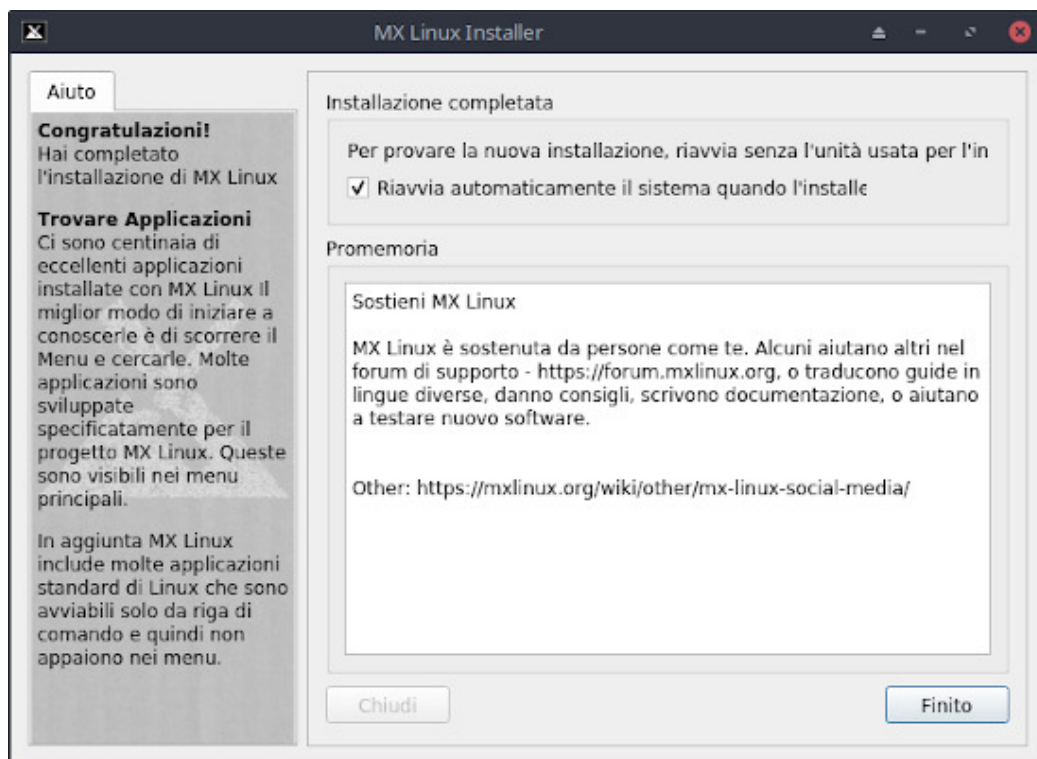 MX Linux Installer
Aiuto
Congratulazioni!
Hai completato
l'installazione di MX Linux
Trovare Applicazioni
Ci sono centinaia di
eccellenti applicazioni
installate con MX Linux Il
miglior modo di iniziare a
conoscerle è di scorrere il
Menu e cercarle. Molte
applicazioni sono
sviluppate
specificatamente per il
progetto MX Linux. Queste
sono visibili nei menu
principali.
In aggiunta MX Linux
include molte applicazioni
standard di Linux che sono
avviabili solo da riga di
comando e quindi non
appaiono nei menu.
Installazione completata
Per provare la nuova installazione, riavvia senza l'unità usata per l'in
Riavvia automaticamente il sistema quando l'installe
Promemoria
Sostieni MX Linux
MX Linux è sostenuta da persone come te. Alcuni aiutano altri nel
forum di supporto - https://forum.mxlinux.org, o traducono guide in
lingue diverse, danno consigli, scrivono documentazione, o aiutano
a testare nuovo software.
Other: https://mxlinux.org/wiki/other/mx-linux-social-media/
Chiudi
Finito